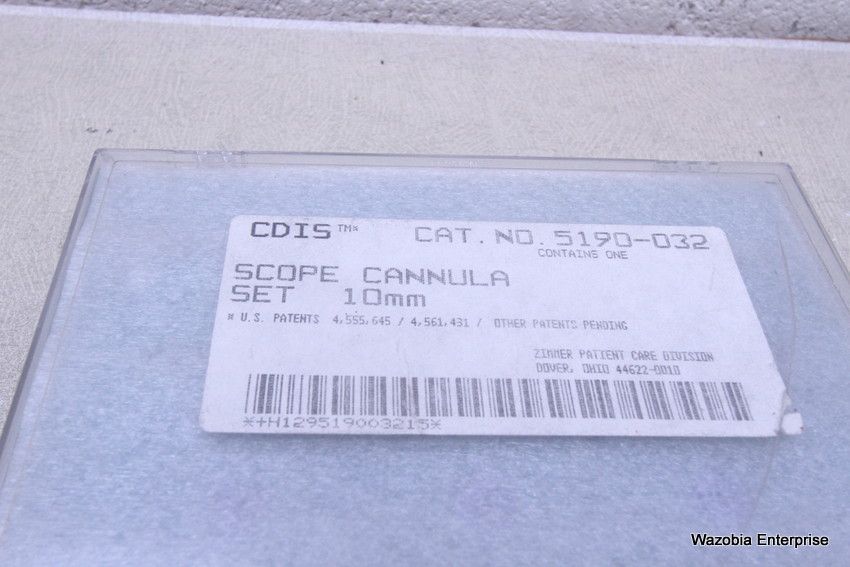 CDIS™* CAT. NO. 5190-032
CONTAINS ONE
SCOPE CANNULA
SET 10mm
* U.S. PATENTS 4,555,645 / 4,561,431 / OTHER PATENTS PENDING
ZIMMER PATIENT CARE DIVISION
DOVER, OHIO 44622-0010
*+H129519003215*
Wazobia Enterprise